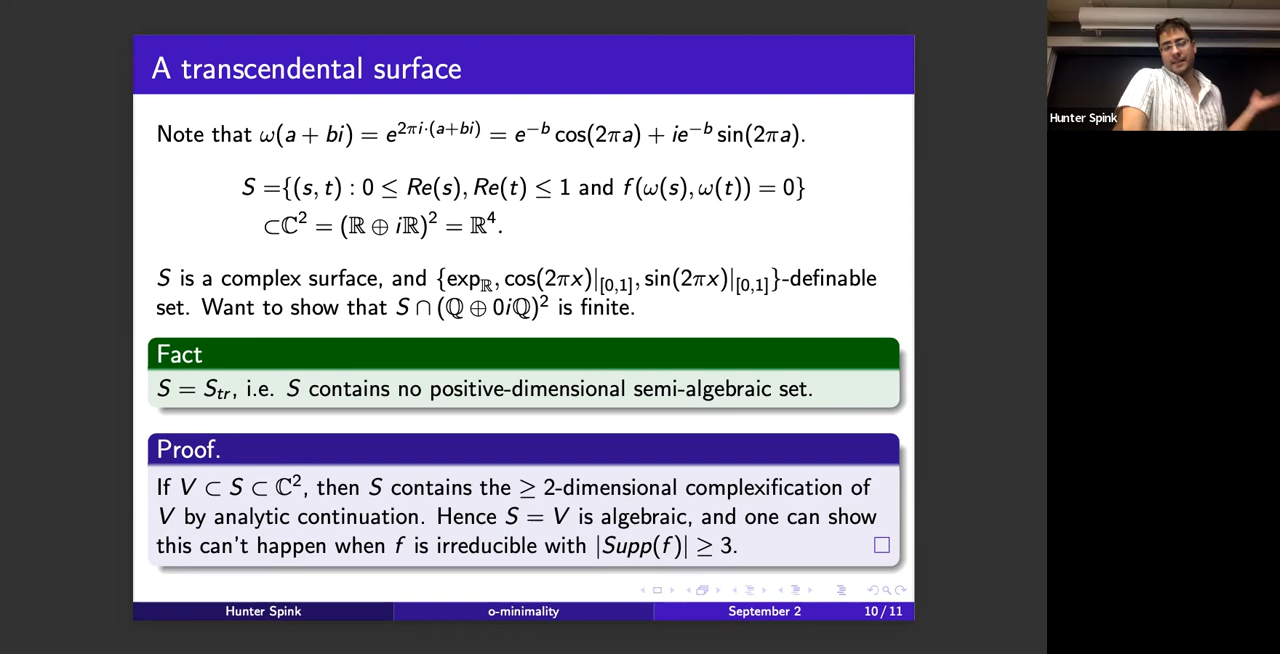 A transcendental surface
Note that ω(a + bi) = e^{2πi·(a+bi)} = e^{−b} cos(2πa) + ie^{−b} sin(2πa).
S ={(s, t) : 0 ≤ Re(s), Re(t) ≤ 1 and f(ω(s), ω(t)) = 0}
⊂ℂ² = (ℝ ⊕ iℝ)² = ℝ⁴.
S is a complex surface, and {exp_ℝ, cos(2πx)|_{[0,1]}, sin(2πx)|_{[0,1]}}-definable
set. Want to show that S ∩ (ℚ ⊕ 0iℚ)² is finite.
Fact
S = S_{tr}, i.e. S contains no positive-dimensional semi-algebraic set.
Proof.
If V ⊂ S ⊂ ℂ², then S contains the ≥ 2-dimensional complexification of
V by analytic continuation. Hence S = V is algebraic, and one can show
this can't happen when f is irreducible with |Supp(f)| ≥ 3.
Hunter Spink
o-minimality
September 2
10 / 11
Hunter Spink